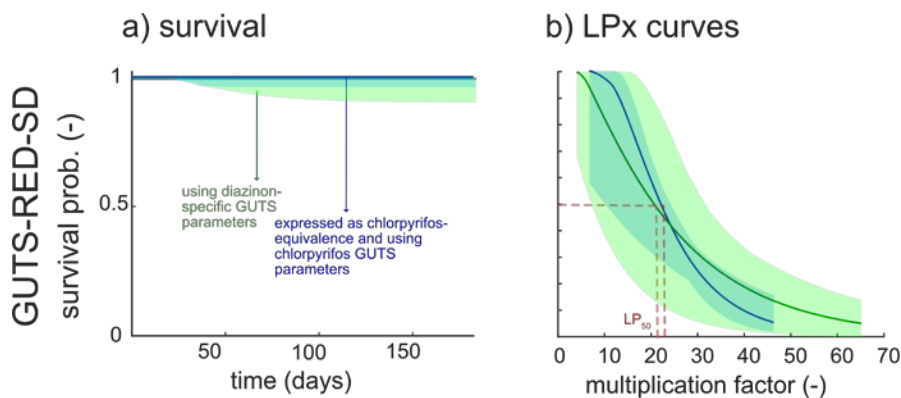 a) survival
b) LPx curves
GUTS-RED-SD
survival prob. (-)
1
0.5
0
using diazinon-
specific GUTS
parameters
expressed as chlorpyrifos-
equivalence and using
chlorpyrifos GUTS
parameters
50
100
150
time (days)
LP50
0
10
20
30
40
50
60
70
multiplication factor (-)